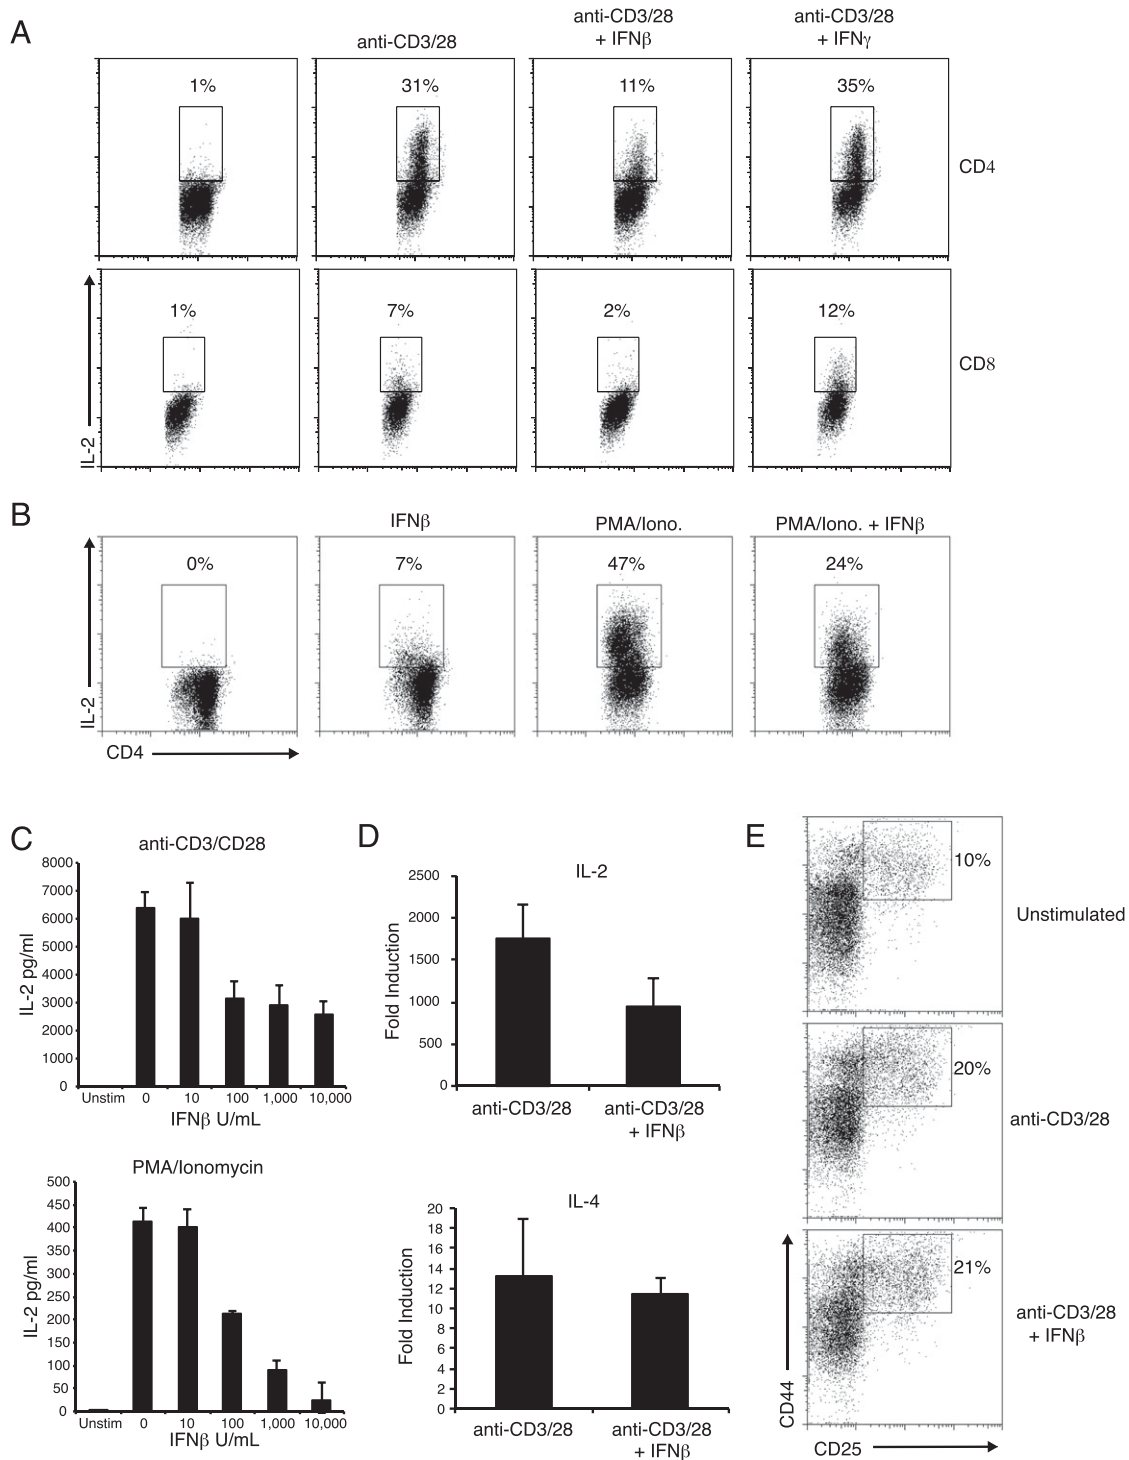 A
anti-CD3/28
anti-CD3/28
+ IFNβ
anti-CD3/28
+ IFNγ
1%
31%
11%
35%
CD4
1%
7%
2%
12%
CD8
IL-2
B
IFNβ
PMA/Iono.
PMA/Iono. + IFNβ
0%
7%
47%
24%
IL-2
CD4
C
anti-CD3/CD28
8000
7000
6000
5000
4000
3000
2000
1000
0
IL-2 pg/ml
Unstim 0 10 100 1,000 10,000
IFNβ U/mL
PMA/Ionomycin
500
450
400
350
300
250
200
150
100
50
0
IL-2 pg/ml
Unstim 0 10 100 1,000 10,000
IFNβ U/mL
D
IL-2
2500
2000
1500
1000
500
0
Fold Induction
anti-CD3/28
anti-CD3/28
+ IFNβ
IL-4
20
18
16
14
12
10
8
6
4
2
0
Fold Induction
anti-CD3/28
anti-CD3/28
+ IFNβ
E
10%
Unstimulated
20%
anti-CD3/28
21%
anti-CD3/28
+ IFNβ
CD44
CD25